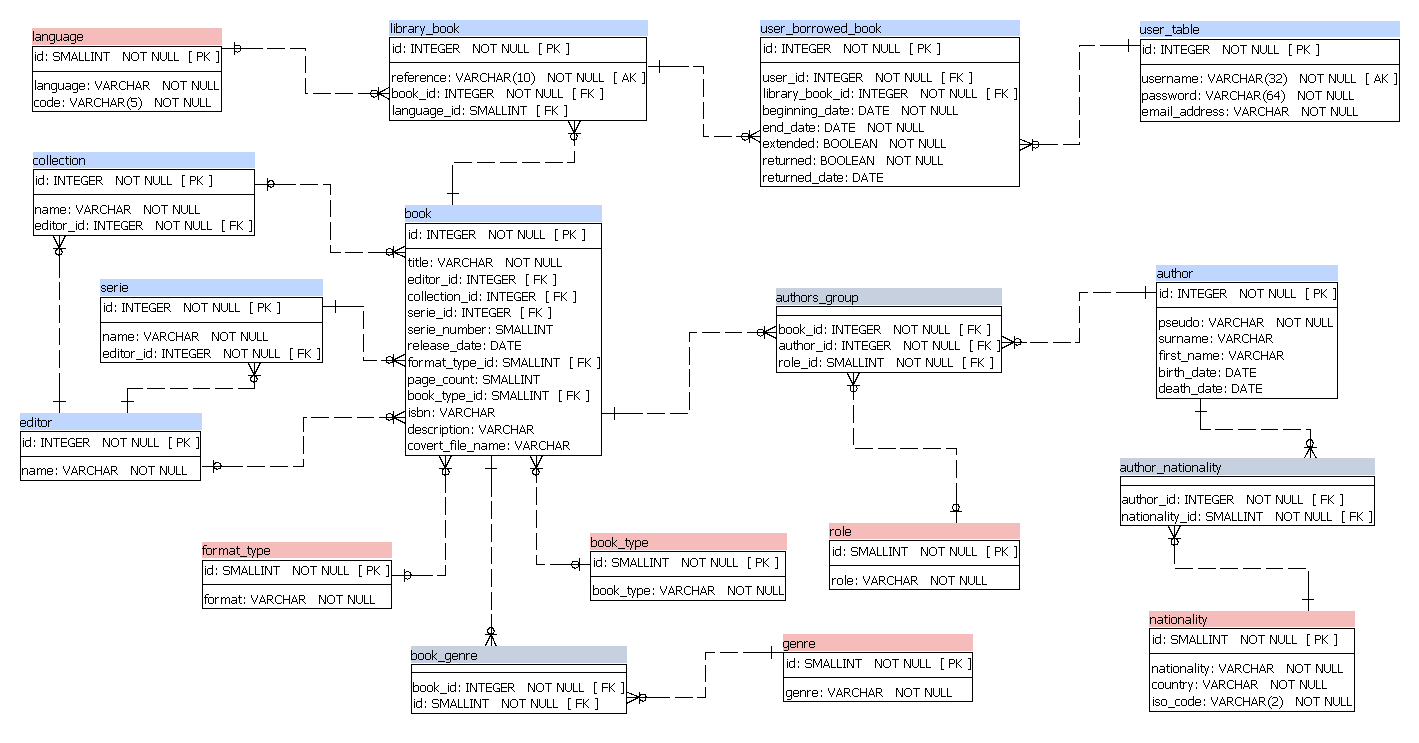 language
id: SMALLINT   NOT NULL  [ PK ]
language: VARCHAR   NOT NULL
code: VARCHAR(5)   NOT NULL
library_book
id: INTEGER   NOT NULL  [ PK ]
reference: VARCHAR(10)   NOT NULL  [ AK ]
book_id: INTEGER   NOT NULL  [ FK ]
language_id: SMALLINT  [ FK ]
user_borrowed_book
id: INTEGER   NOT NULL  [ PK ]
user_id: INTEGER   NOT NULL  [ FK ]
library_book_id: INTEGER   NOT NULL  [ FK ]
beginning_date: DATE   NOT NULL
end_date: DATE   NOT NULL
extended: BOOLEAN   NOT NULL
returned: BOOLEAN   NOT NULL
returned_date: DATE
user_table
id: INTEGER   NOT NULL  [ PK ]
username: VARCHAR(32)   NOT NULL  [ AK ]
password: VARCHAR(64)   NOT NULL
email_address: VARCHAR   NOT NULL
collection
id: INTEGER   NOT NULL  [ PK ]
name: VARCHAR   NOT NULL
editor_id: INTEGER   NOT NULL  [ FK ]
book
id: INTEGER   NOT NULL  [ PK ]
title: VARCHAR   NOT NULL
editor_id: INTEGER  [ FK ]
collection_id: INTEGER  [ FK ]
serie_id: INTEGER  [ FK ]
serie_number: SMALLINT
release_date: DATE
format_type_id: SMALLINT  [ FK ]
page_count: SMALLINT
book_type_id: SMALLINT  [ FK ]
isbn: VARCHAR
description: VARCHAR
covert_file_name: VARCHAR
serie
id: INTEGER   NOT NULL  [ PK ]
name: VARCHAR   NOT NULL
editor_id: INTEGER   NOT NULL  [ FK ]
authors_group
book_id: INTEGER   NOT NULL  [ FK ]
author_id: INTEGER   NOT NULL  [ FK ]
role_id: SMALLINT   NOT NULL  [ FK ]
author
id: INTEGER   NOT NULL  [ PK ]
pseudo: VARCHAR   NOT NULL
surname: VARCHAR
first_name: VARCHAR
birth_date: DATE
death_date: DATE
editor
id: INTEGER   NOT NULL  [ PK ]
name: VARCHAR   NOT NULL
author_nationality
author_id: INTEGER   NOT NULL  [ FK ]
nationality_id: SMALLINT   NOT NULL  [ FK ]
format_type
id: SMALLINT   NOT NULL  [ PK ]
format: VARCHAR   NOT NULL
book_type
id: SMALLINT   NOT NULL  [ PK ]
book_type: VARCHAR   NOT NULL
role
id: SMALLINT   NOT NULL  [ PK ]
role: VARCHAR   NOT NULL
book_genre
book_id: INTEGER   NOT NULL  [ FK ]
id: SMALLINT   NOT NULL  [ FK ]
genre
id: SMALLINT   NOT NULL  [ PK ]
genre: VARCHAR   NOT NULL
nationality
id: SMALLINT   NOT NULL  [ PK ]
nationality: VARCHAR   NOT NULL
country: VARCHAR   NOT NULL
iso_code: VARCHAR(2)   NOT NULL